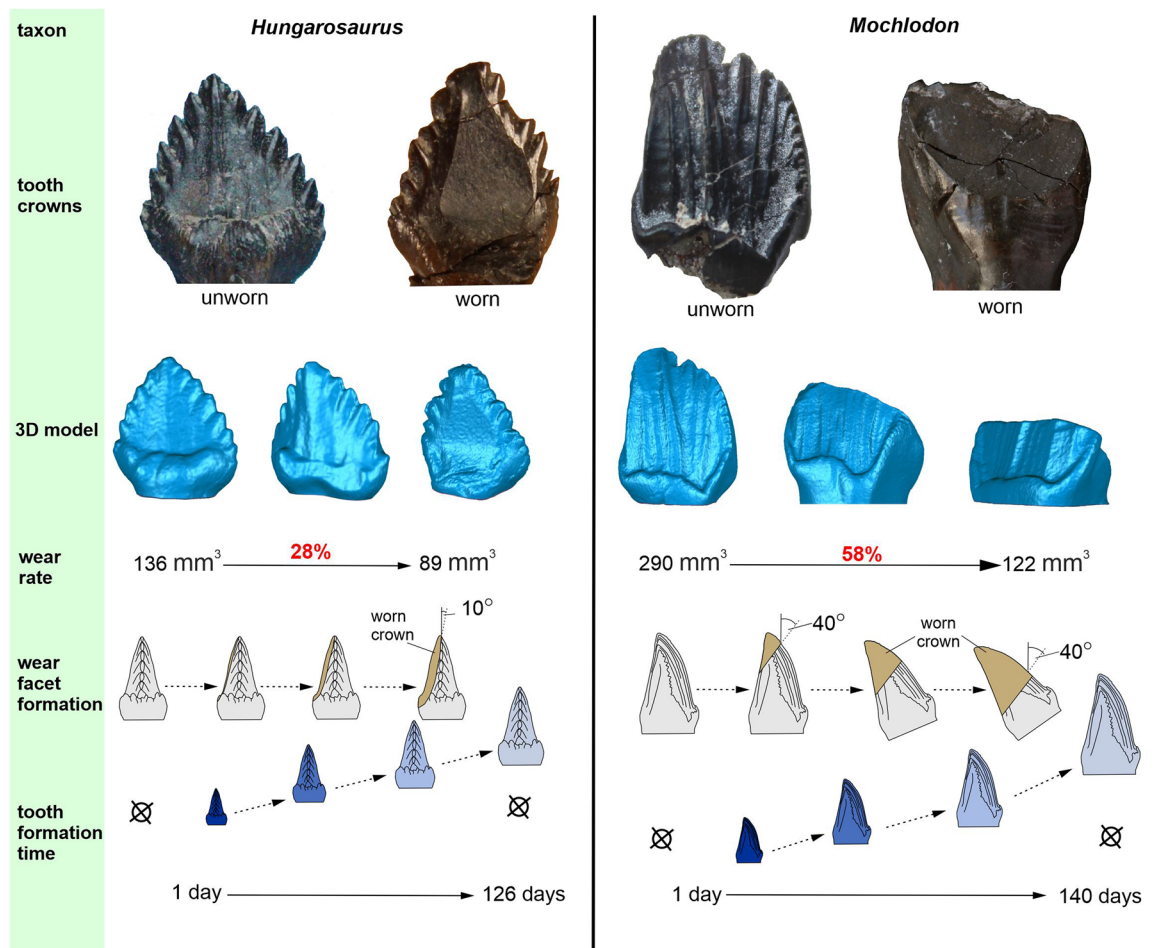 taxon
Hungarosaurus
Mochlodon
tooth
crowns
unworn
worn
unworn
worn
3D model
wear
rate
136 mm³
28%
89 mm³
290 mm³
58%
122 mm³
wear
facet
formation
worn
crown
10°
40°
worn
crown
40°
tooth
formation
time
1 day
126 days
1 day
140 days